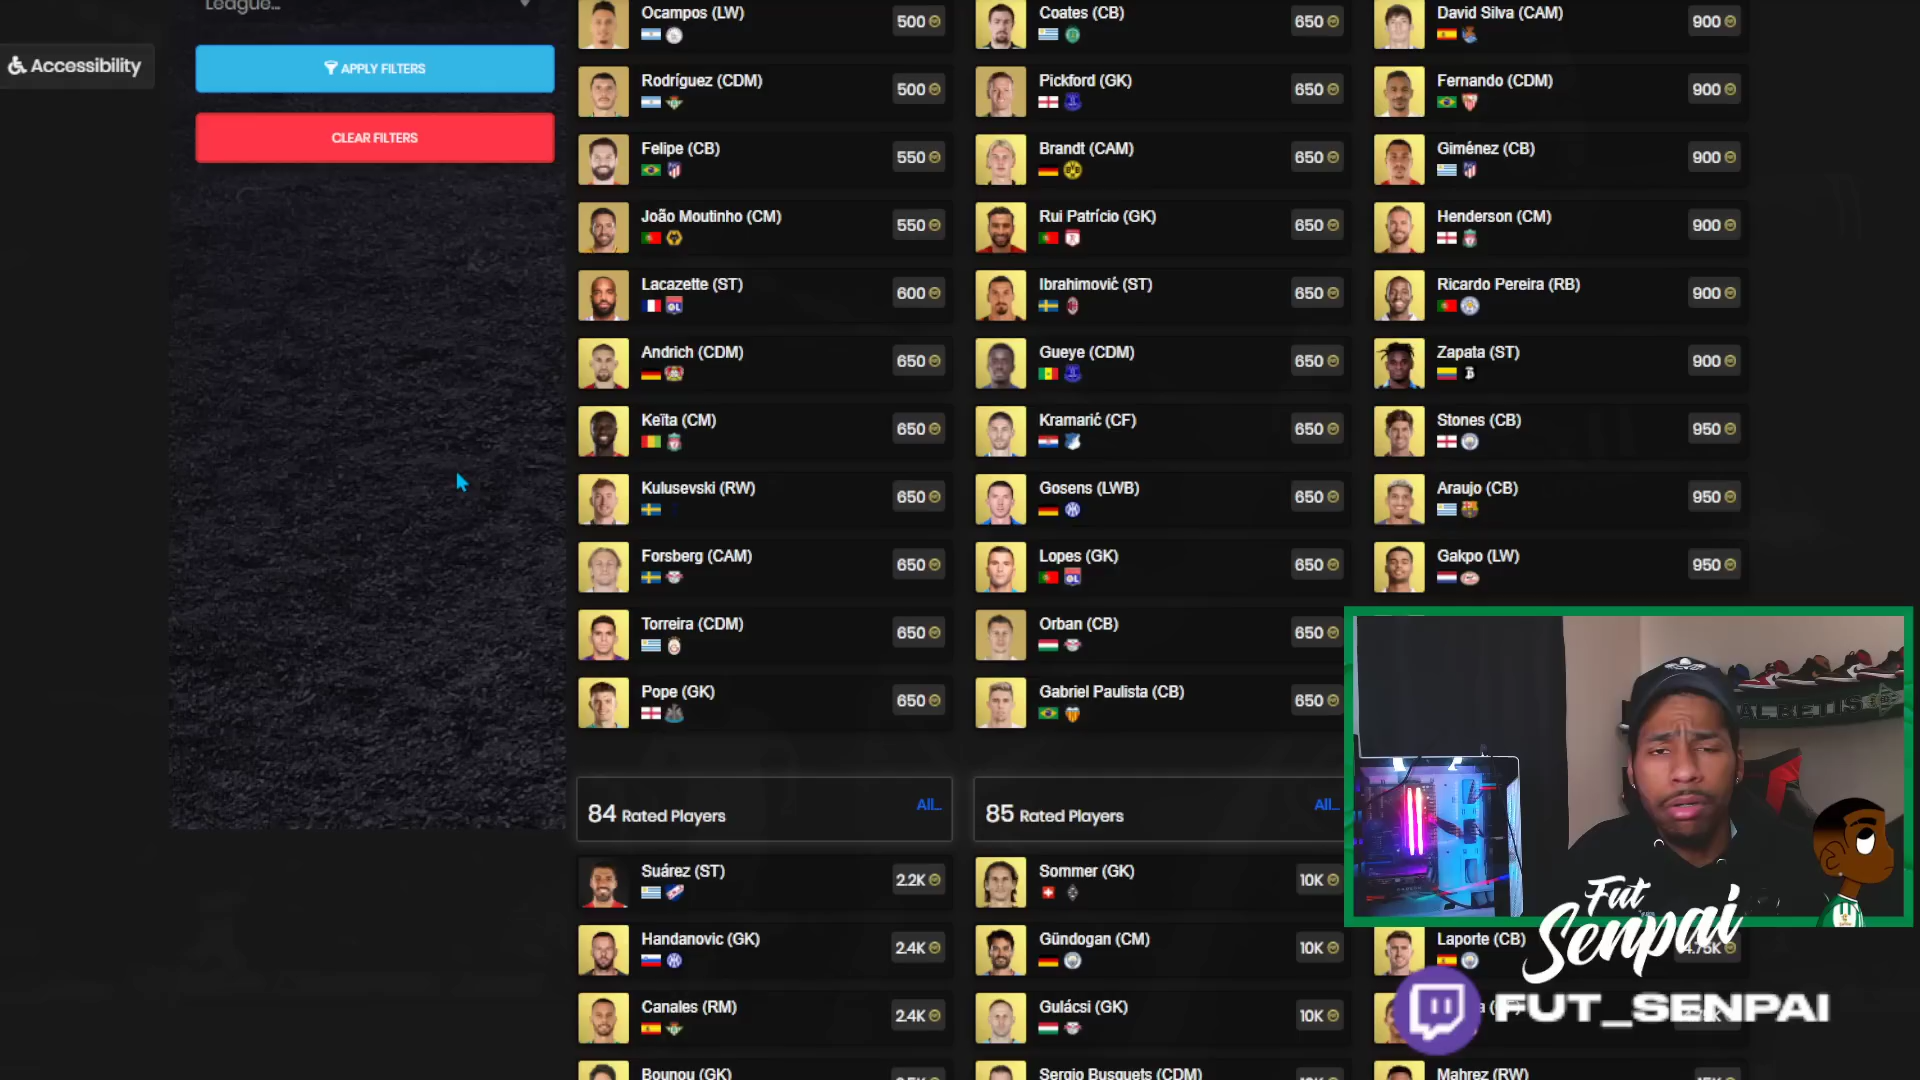 League...
Accessibility
APPLY FILTERS
CLEAR FILTERS
Ocampos (LW)
500
Rodríguez (CDM)
500
Felipe (CB)
550
João Moutinho (CM)
550
Lacazette (ST)
600
Andrich (CDM)
650
Keïta (CM)
650
Kulusevski (RW)
650
Forsberg (CAM)
650
Torreira (CDM)
650
Pope (GK)
650
Coates (CB)
650
Pickford (GK)
650
Brandt (CAM)
650
Rui Patrício (GK)
650
Ibrahimović (ST)
650
Gueye (CDM)
650
Kramarić (CF)
650
Gosens (LWB)
650
Lopes (GK)
650
Orban (CB)
650
Gabriel Paulista (CB)
650
David Silva (CAM)
900
Fernando (CDM)
900
Giménez (CB)
900
Henderson (CM)
900
Ricardo Pereira (RB)
900
Zapata (ST)
900
Stones (CB)
950
Araujo (CB)
950
Gakpo (LW)
950
84 Rated Players
All...
Suárez (ST)
2.2K
Handanovic (GK)
2.4K
Canales (RM)
2.4K
Bounou (GK)
85 Rated Players
All...
Sommer (GK)
10K
Gündogan (CM)
10K
Gulácsi (GK)
10K
Sergio Busquets (CDM)
Laporte (CB)
Mahrez (RW)
ALBETIS
Fut
Senpai
FUT_SENPAI